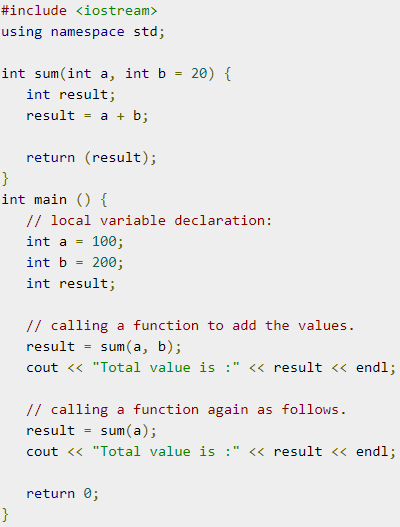 #include <iostream>
using namespace std;

int sum(int a, int b = 20) {
   int result;
   result = a + b;

   return (result);
}
int main () {
   // local variable declaration:
   int a = 100;
   int b = 200;
   int result;

   // calling a function to add the values.
   result = sum(a, b);
   cout << "Total value is :" << result << endl;

   // calling a function again as follows.
   result = sum(a);
   cout << "Total value is :" << result << endl;

   return 0;
}